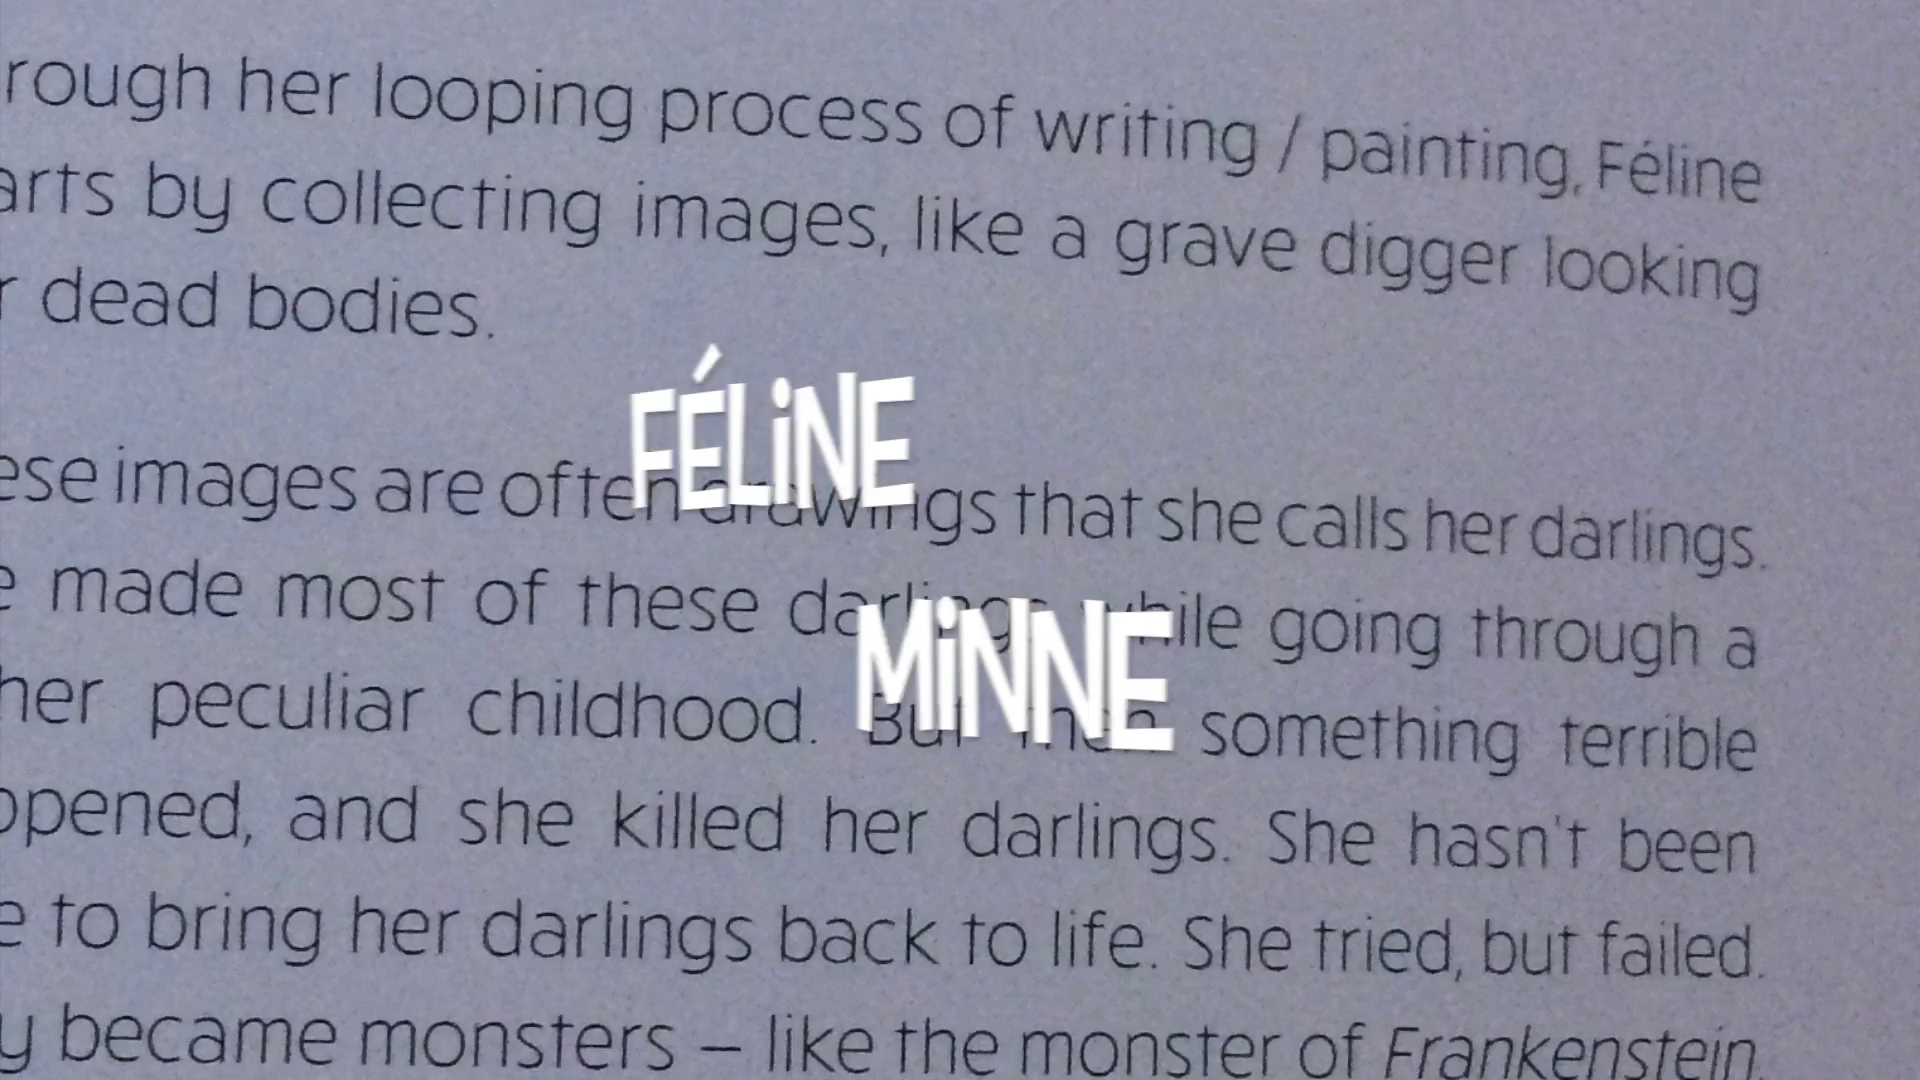 rough her looping process of writing / painting, Féline
arts by collecting images, like a grave digger looking
r dead bodies.
FÉLiNE
ese images are often drawings that she calls her darlings.
e made most of these darlings while going through a
MiNNE
her peculiar childhood. But then something terrible
ppened, and she killed her darlings. She hasn't been
e to bring her darlings back to life. She tried, but failed.
y became monsters – like the monster of Frankenstein.